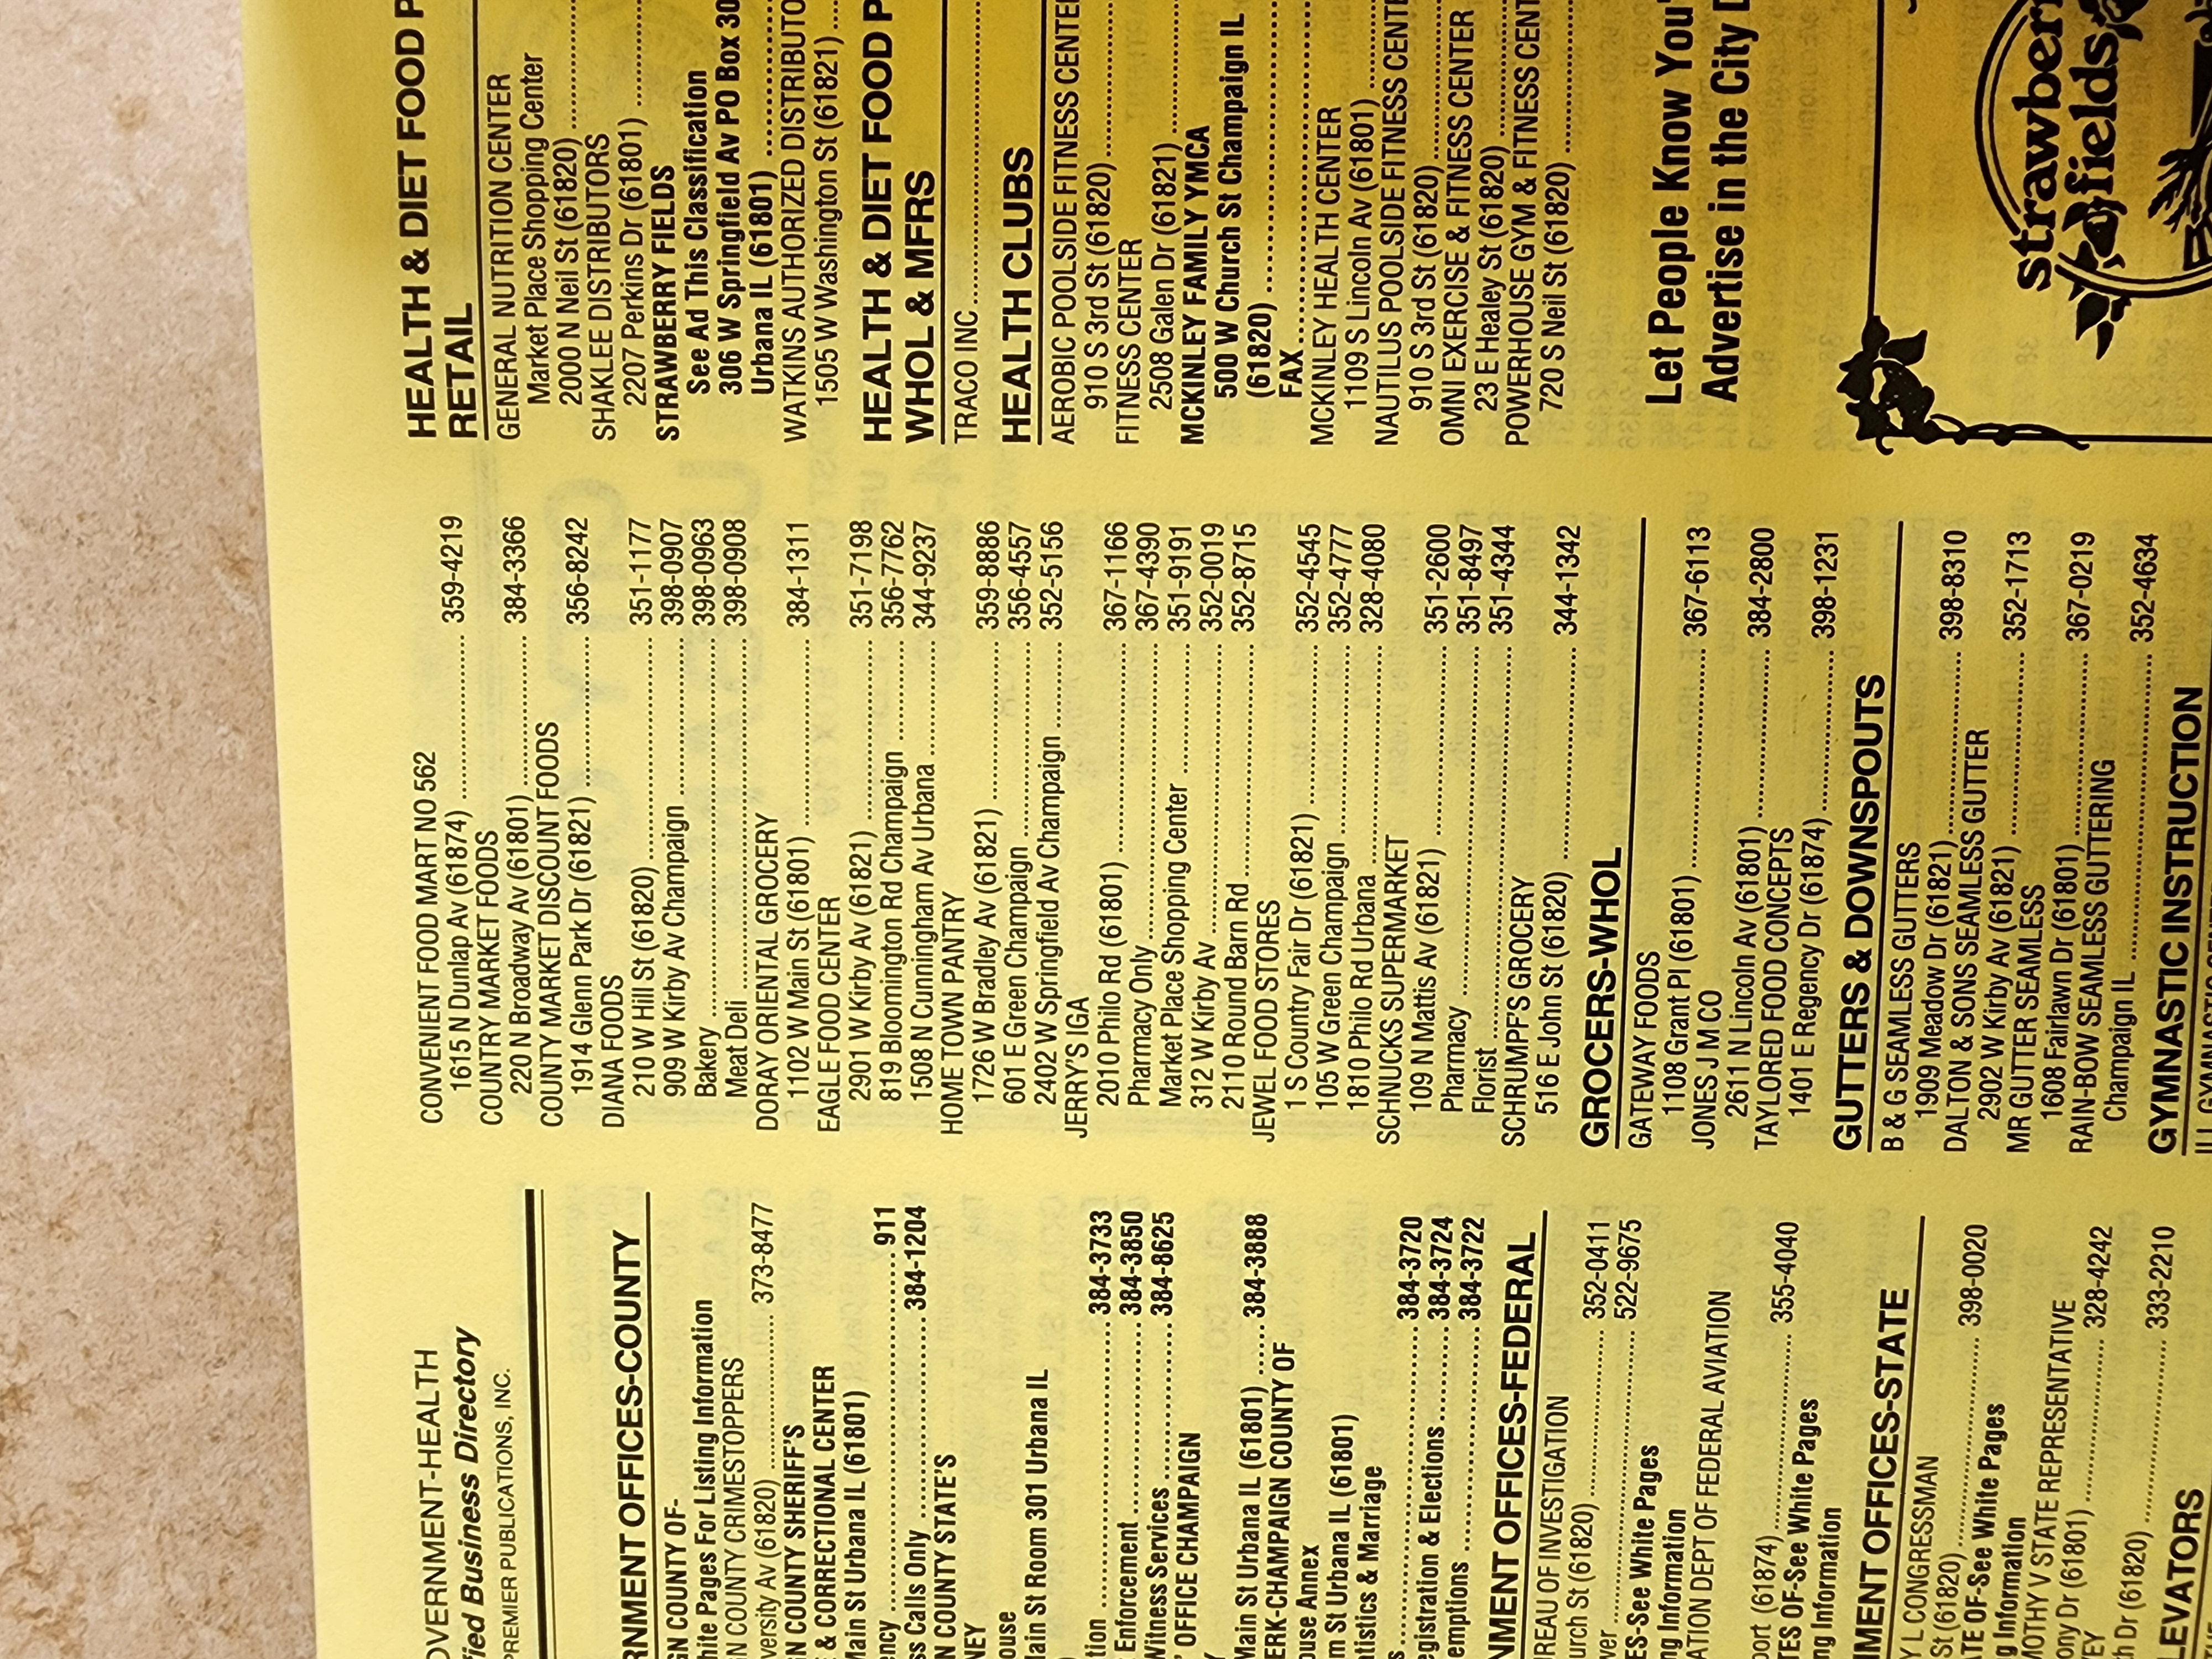 OVERNMENT-HEALTH
fied Business Directory
PREMIER PUBLICATIONS, INC.
RNMENT OFFICES-COUNTY
GN COUNTY OF-
hite Pages For Listing Information
N COUNTY CRIMESTOPPERS
versity Av (61820) 373-8477
N COUNTY SHERIFF'S
& CORRECTIONAL CENTER
Main St Urbana IL (61801)
ency 911
ss Calls Only 384-1204
N COUNTY STATE'S
NEY
ouse
lain St Room 301 Urbana IL
)
tion 384-3733
Enforcement 384-3850
Witness Services 384-8625
' OFFICE CHAMPAIGN
Y
Main St Urbana IL (61801) 384-3888
ERK-CHAMPAIGN COUNTY OF
ouse Annex
m St Urbana IL (61801)
atistics & Marriage
s 384-3720
egistration & Elections 384-3724
emptions 384-3722
NMENT OFFICES-FEDERAL
REAU OF INVESTIGATION
urch St (61820) 352-0411
wer 522-9675
ES-See White Pages
ng Information
ATION DEPT OF FEDERAL AVIATION
port (61874) 355-4040
TES OF-See White Pages
ng Information
NMENT OFFICES-STATE
Y L CONGRESSMAN
St (61820) 398-0020
ATE OF-See White Pages
g Information
MOTHY V STATE REPRESENTATIVE
ony Dr (61801) 328-4242
EY
th Dr (61820) 333-2210
LEVATORS
CONVENIENT FOOD MART NO 562
1615 N Dunlap Av (61874) 359-4219
COUNTRY MARKET FOODS
220 N Broadway Av (61801) 384-3366
COUNTY MARKET DISCOUNT FOODS
1914 Glenn Park Dr (61821) 356-8242
DIANA FOODS
210 W Hill St (61820) 351-1177
909 W Kirby Av Champaign 398-0907
Bakery 398-0963
Meat Deli 398-0908
DORAY ORIENTAL GROCERY
1102 W Main St (61801) 384-1311
EAGLE FOOD CENTER
2901 W Kirby Av (61821) 351-7198
819 Bloomington Rd Champaign 356-7762
1508 N Cunningham Av Urbana 344-9237
HOME TOWN PANTRY
1726 W Bradley Av (61821) 359-8886
601 E Green Champaign 356-4557
2402 W Springfield Av Champaign 352-5156
JERRY'S IGA
2010 Philo Rd (61801) 367-1166
Pharmacy Only 367-4390
Market Place Shopping Center 351-9191
312 W Kirby Av 352-0019
2110 Round Barn Rd 352-8715
JEWEL FOOD STORES
1 S Country Fair Dr (61821) 352-4545
105 W Green Champaign 352-4777
1810 Philo Rd Urbana 328-4080
SCHNUCKS SUPERMARKET
109 N Mattis Av (61821) 351-2600
Pharmacy 351-8497
Florist 351-4344
SCHRUMPF'S GROCERY
516 E John St (61820) 344-1342
GROCERS-WHOL
GATEWAY FOODS
1108 Grant Pl (61801) 367-6113
JONES J M CO
2611 N Lincoln Av (61801) 384-2800
TAYLORED FOOD CONCEPTS
1401 E Regency Dr (61874) 398-1231
GUTTERS & DOWNSPOUTS
B & G SEAMLESS GUTTERS
1909 Meadow Dr (61821) 398-8310
DALTON & SONS SEAMLESS GUTTER
2902 W Kirby Av (61821) 352-1713
MR GUTTER SEAMLESS
1608 Fairlawn Dr (61801) 367-0219
RAIN-BOW SEAMLESS GUTTERING
Champaign IL 352-4634
GYMNASTIC INSTRUCTION
HEALTH & DIET FOOD P
RETAIL
GENERAL NUTRITION CENTER
Market Place Shopping Center
2000 N Neil St (61820)
SHAKLEE DISTRIBUTORS
2207 Perkins Dr (61801)
STRAWBERRY FIELDS
See Ad This Classification
306 W Springfield Av PO Box 30
Urbana IL (61801)
WATKINS AUTHORIZED DISTRIBUTO
1505 W Washington St (61821)
HEALTH & DIET FOOD P
WHOL & MFRS
TRACO INC
HEALTH CLUBS
AEROBIC POOLSIDE FITNESS CENTE
910 S 3rd St (61820)
FITNESS CENTER
2508 Galen Dr (61821)
MCKINLEY FAMILY YMCA
500 W Church St Champaign IL
(61820)
FAX
MCKINLEY HEALTH CENTER
1109 S Lincoln Av (61801)
NAUTILUS POOLSIDE FITNESS CENT
910 S 3rd St (61820)
OMNI EXERCISE & FITNESS CENTER
23 E Healey St (61820)
POWERHOUSE GYM & FITNESS CENT
720 S Neil St (61820)
Let People Know You'
Advertise in the City D
strawberr
fields